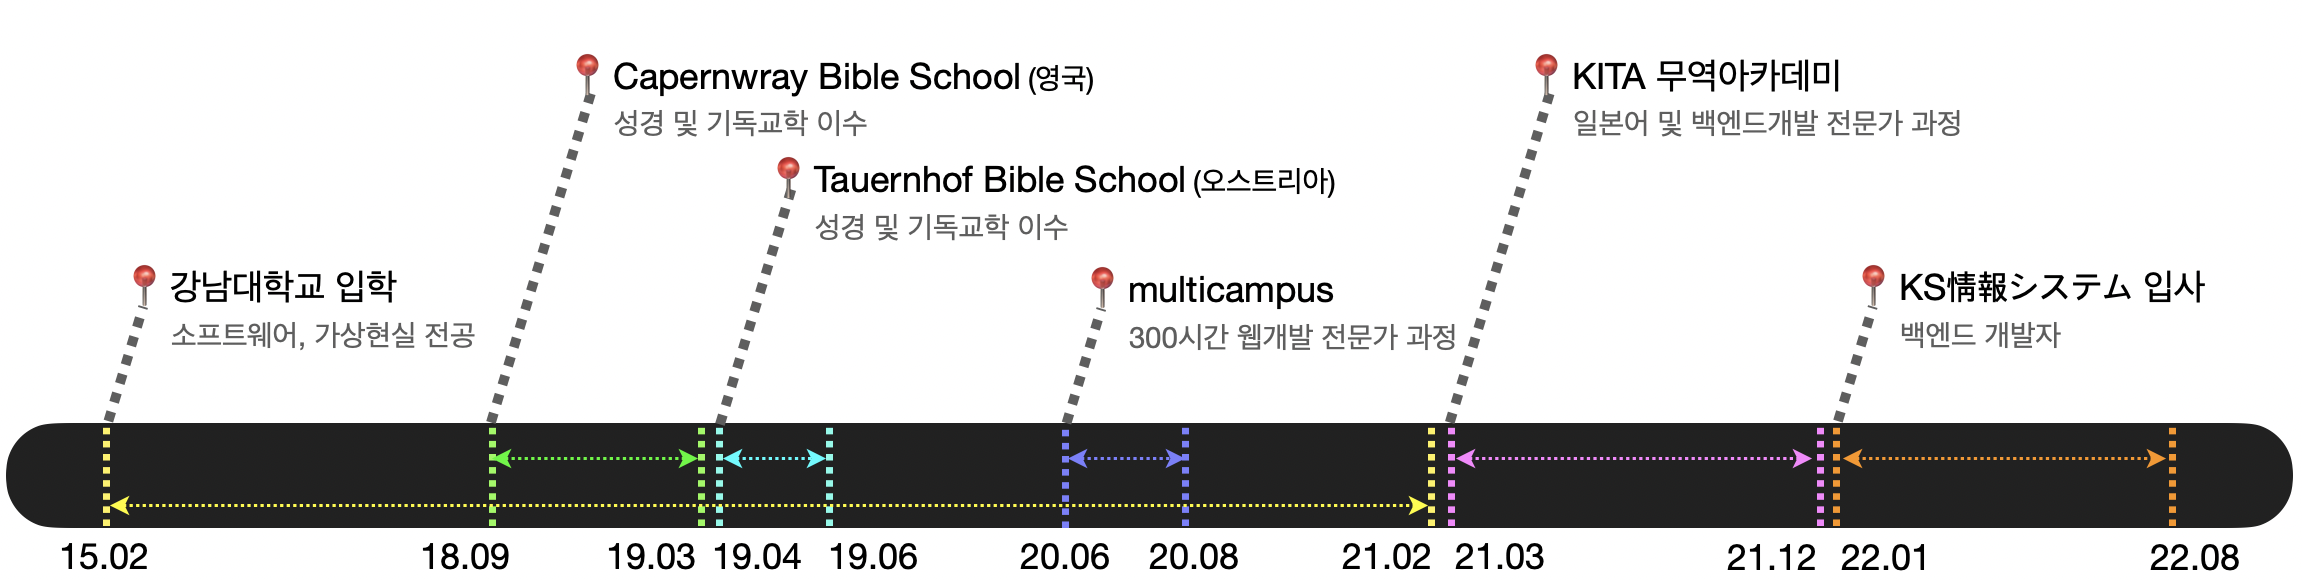 Capernwray Bible School (영국)
성경 및 기독교학 이수
KITA 무역아카데미
일본어 및 백엔드개발 전문가 과정
Tauernhof Bible School (오스트리아)
성경 및 기독교학 이수
강남대학교 입학
소프트웨어, 가상현실 전공
multicampus
300시간 웹개발 전문가 과정
KS情報システム 입사
백엔드 개발자
15.02 18.09 19.03 19.04 19.06 20.06 20.08 21.02 21.03 21.12 22.01 22.08